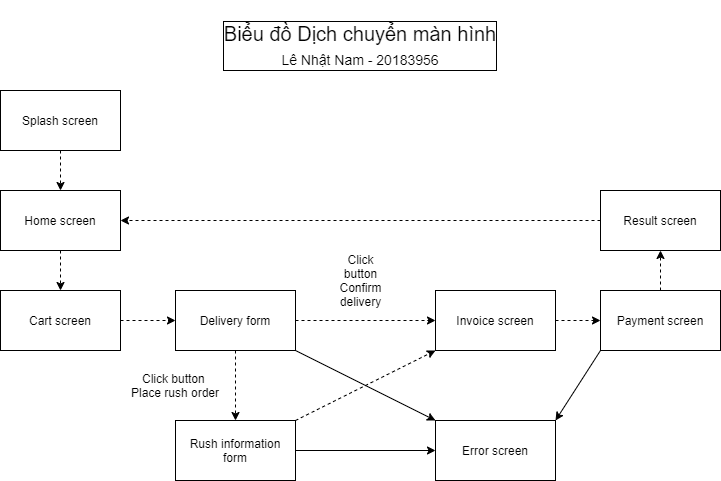 Biểu đồ Dịch chuyển màn hình
Lê Nhật Nam - 20183956
Splash screen
Home screen
Result screen
Click
button
Confirm
delivery
Cart screen
Delivery form
Invoice screen
Payment screen
Click button
Place rush order
Rush information
form
Error screen